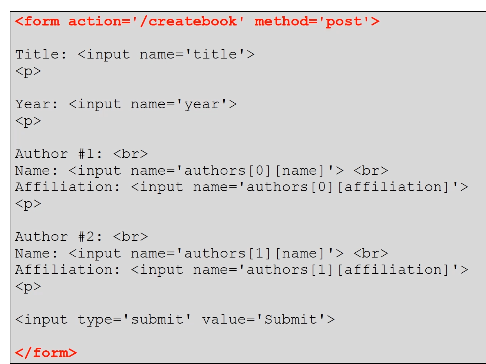 <form action='/createbook' method='post'>
Title: <input name='title'>
<p>
Year: <input name='year'>
<p>
Author #1: <br>
Name: <input name='authors[0][name]'> <br>
Affiliation: <input name='authors[0][affiliation]'>
<p>
Author #2: <br>
Name: <input name='authors[1][name]'> <br>
Affiliation: <input name='authors[l][affiliation]'>
<p>
<input type='submit' value='Submit'>
</form>